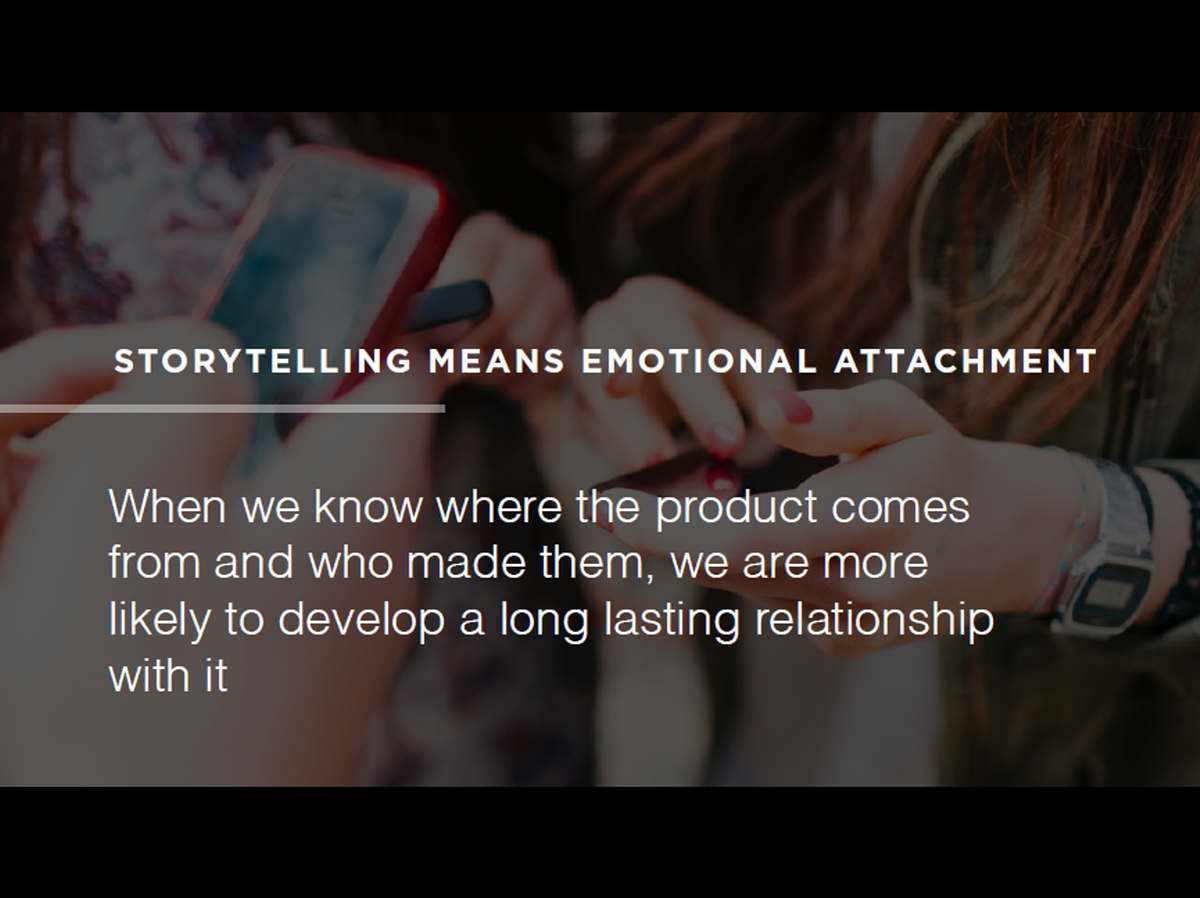 STORYTELLING MEANS EMOTIONAL ATTACHMENT
When we know where the product comes
from and who made them, we are more
likely to develop a long lasting relationship
with it